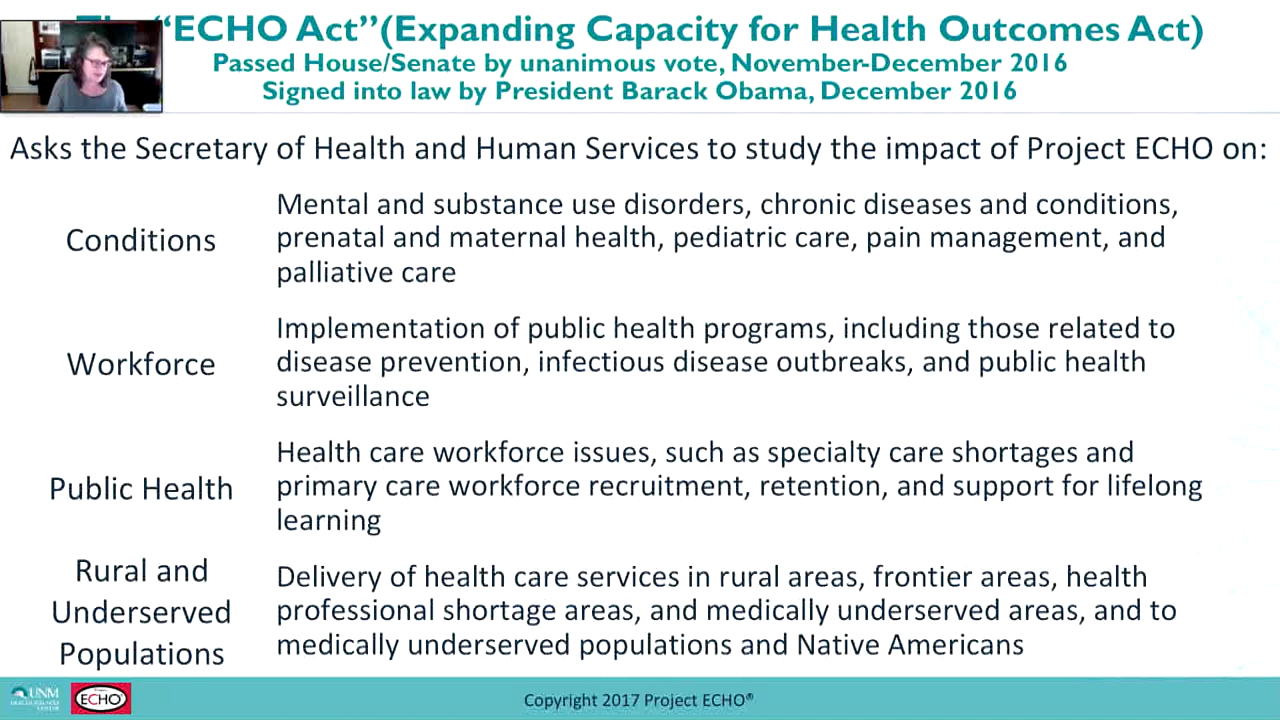 “ECHO Act”(Expanding Capacity for Health Outcomes Act)
Passed House/Senate by unanimous vote, November-December 2016
Signed into law by President Barack Obama, December 2016
Asks the Secretary of Health and Human Services to study the impact of Project ECHO on:
Conditions
Mental and substance use disorders, chronic diseases and conditions,
prenatal and maternal health, pediatric care, pain management, and
palliative care
Workforce
Implementation of public health programs, including those related to
disease prevention, infectious disease outbreaks, and public health
surveillance
Public Health
Health care workforce issues, such as specialty care shortages and
primary care workforce recruitment, retention, and support for lifelong
learning
Rural and
Underserved
Populations
Delivery of health care services in rural areas, frontier areas, health
professional shortage areas, and medically underserved areas, and to
medically underserved populations and Native Americans
UNM
ECHO
Copyright 2017 Project ECHO®